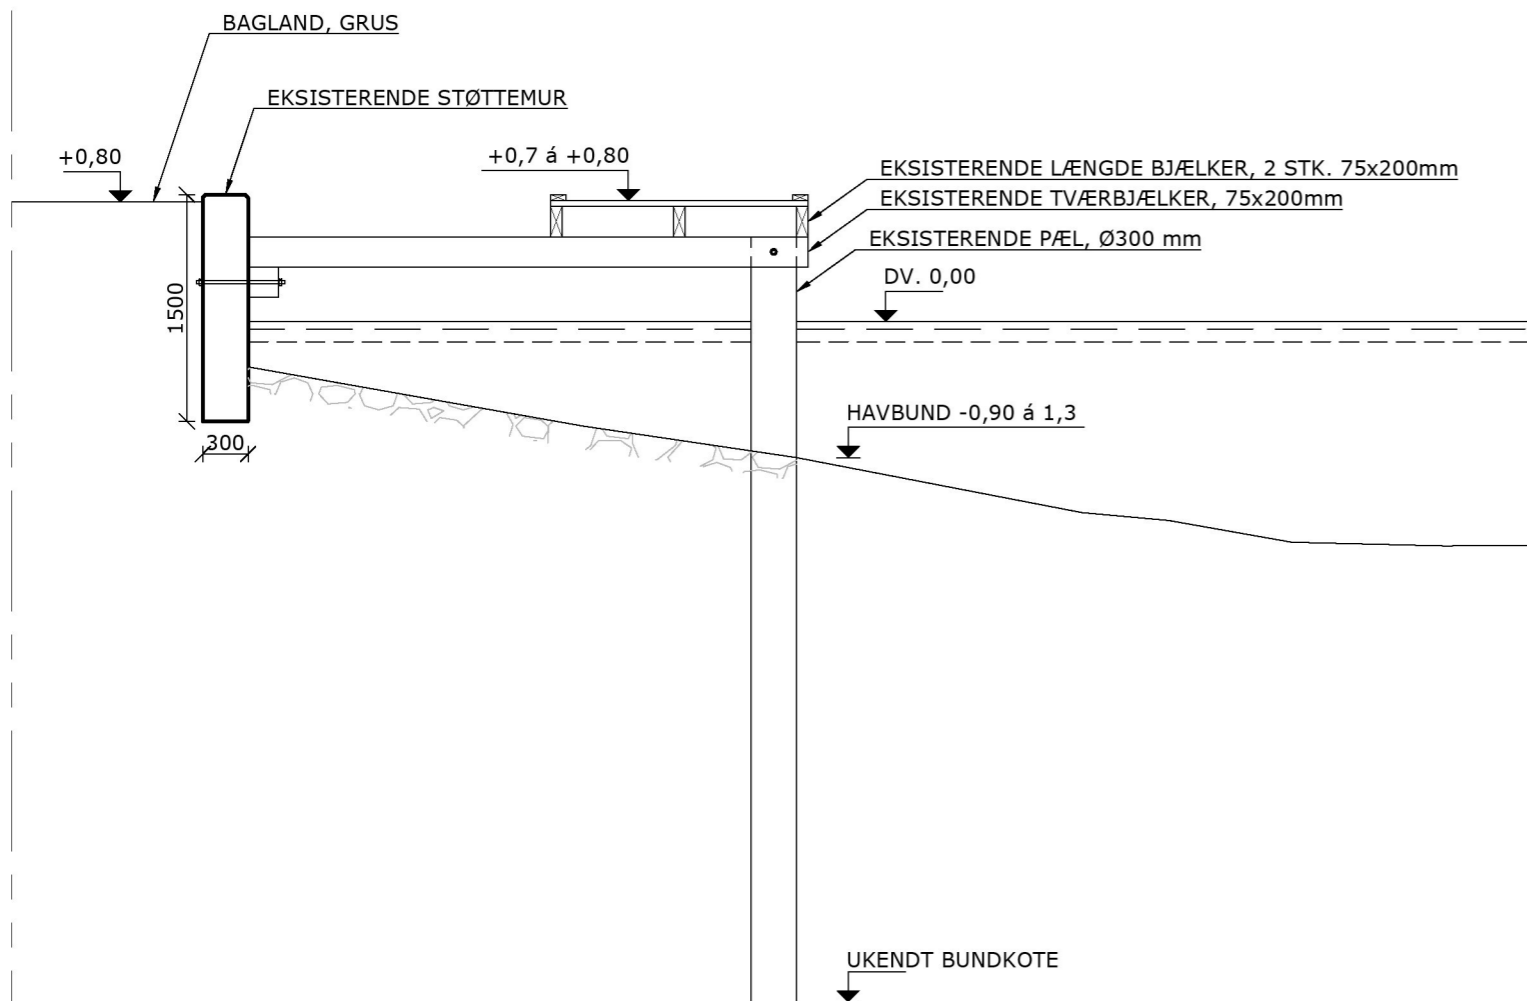 BAGLAND, GRUS
EKSISTERENDE STØTTEMUR
+0,80
+0,7 á +0,80
EKSISTERENDE LÆNGDE BJÆLKER, 2 STK. 75x200mm
EKSISTERENDE TVÆRBJÆLKER, 75x200mm
EKSISTERENDE PÆL, Ø300 mm
DV. 0,00
1500
HAVBUND -0,90 á 1,3
300
UKENDT BUNDKOTE